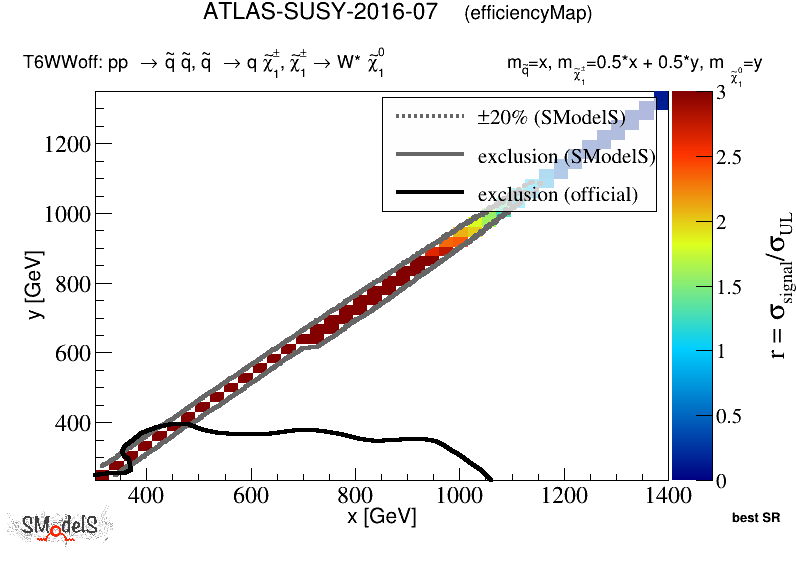 ATLAS-SUSY-2016-07 (efficiencyMap)
T6WWoff: pp → q̃ q̃, q̃ → q χ̃₁±, χ̃₁± → W* χ̃₁⁰ m_q̃=x, m_χ̃₁±=0.5*x + 0.5*y, m_χ̃₁⁰=y
±20% (SModelS)
exclusion (SModelS)
exclusion (official)
1200
1000
800
600
400
y [GeV]
400 600 800 1000 1200 1400
x [GeV]
3
2.5
2
1.5
1
0.5
0
r = σ_signal/σ_UL
SModelS
best SR